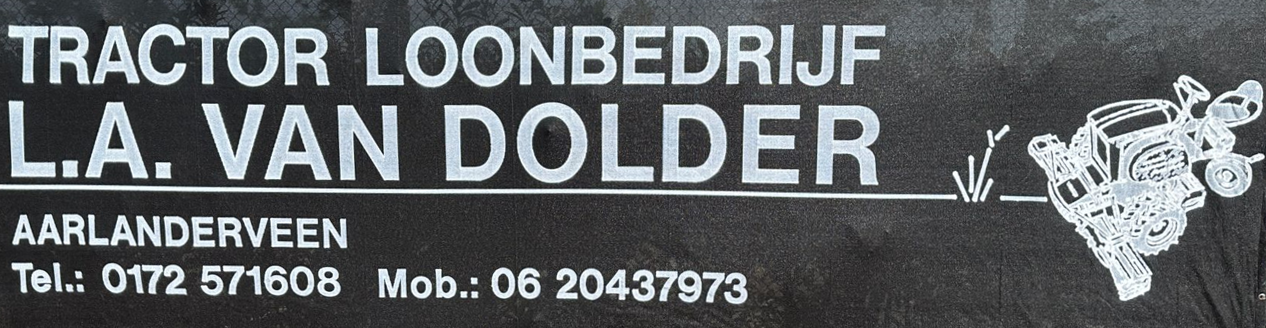 TRACTOR LOONBEDRIJF
L.A. VAN DOLDER
AARLANDERVEEN
Tel.: 0172 571608 Mob.: 06 20437973